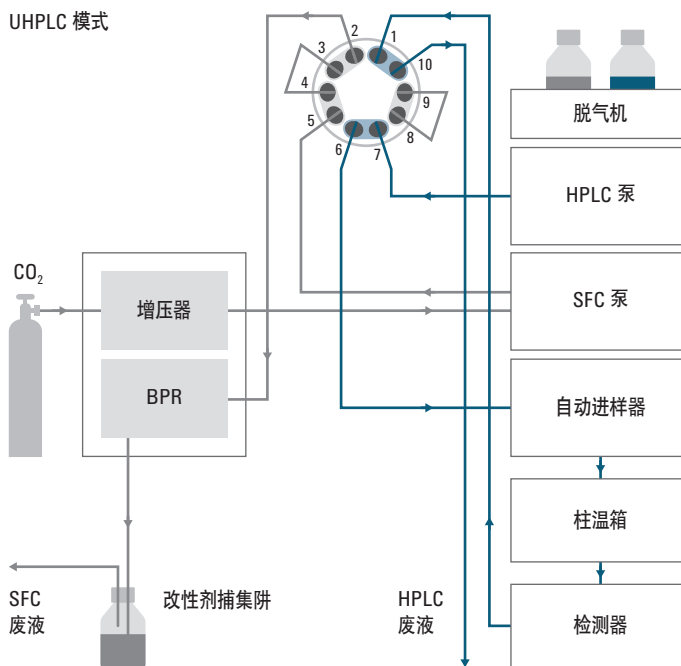 UHPLC 模式
2
1
3
10
4
9
5
8
6
7
脱气机
HPLC 泵
CO₂
增压器
SFC 泵
BPR
自动进样器
柱温箱
SFC
废液
改性剂捕集阱
HPLC
废液
检测器